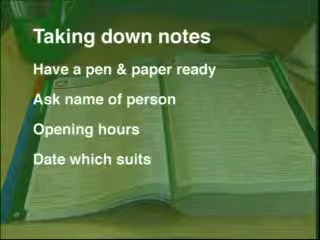 Taking down notes
Have a pen & paper ready
Ask name of person
Opening hours
Date which suits